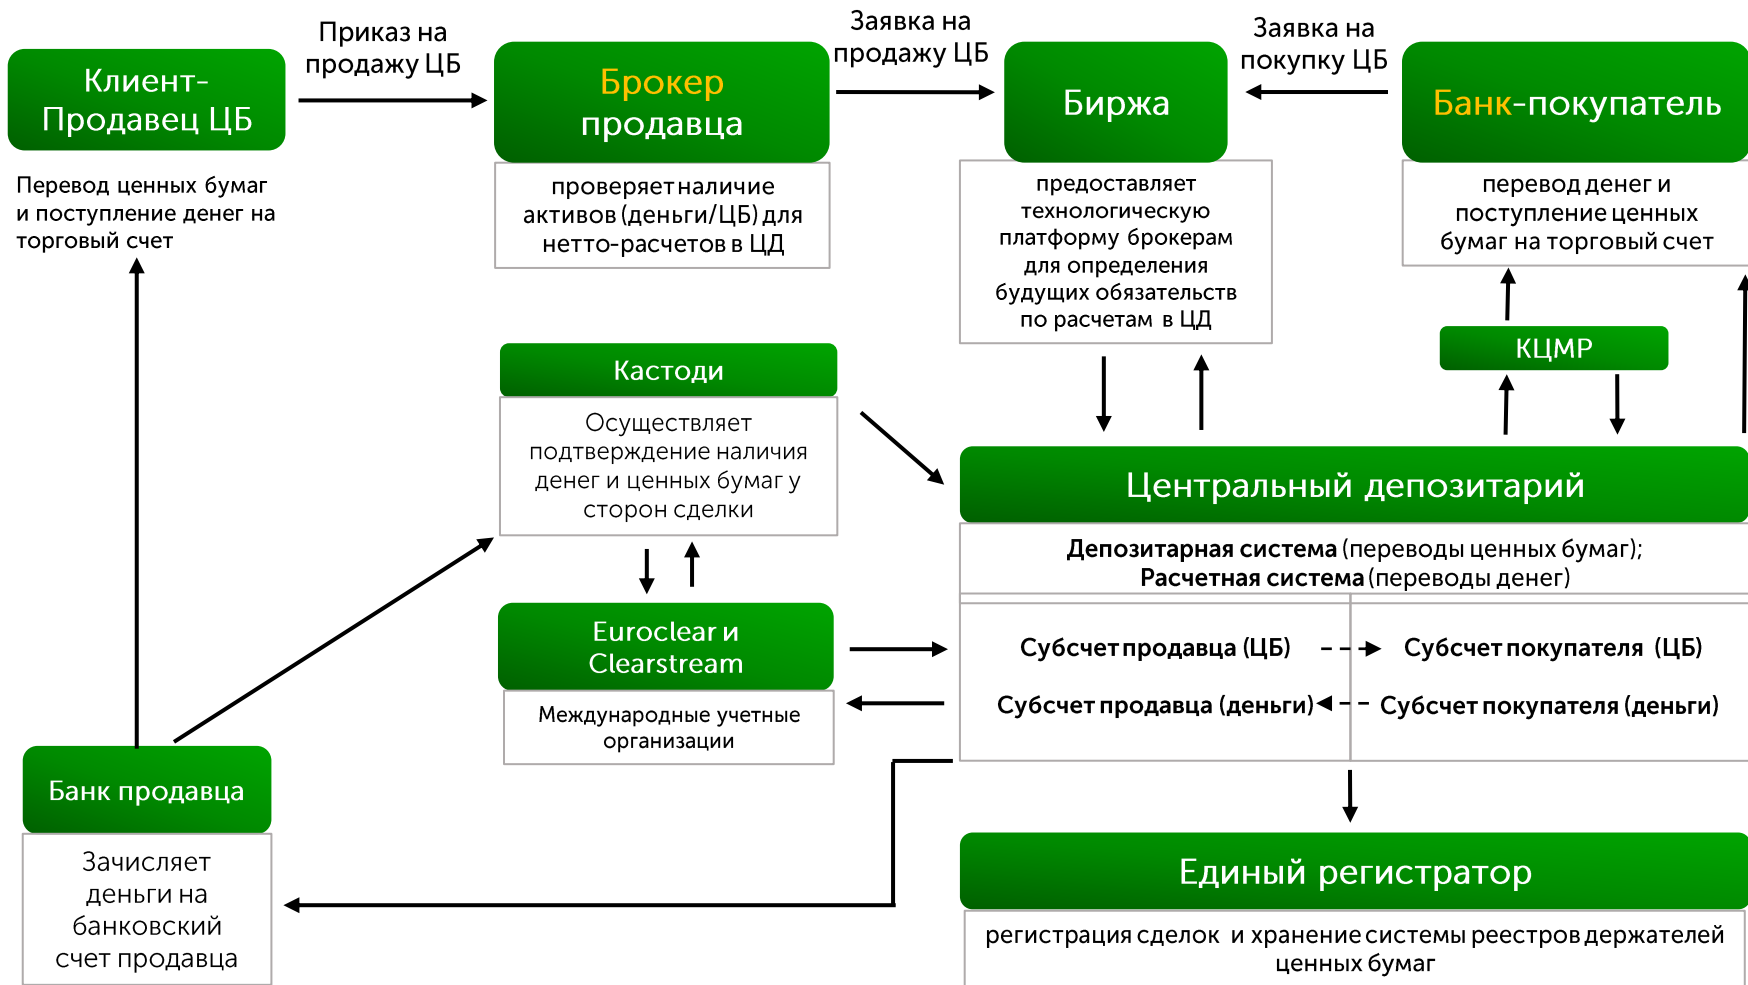 Приказ на
продажу ЦБ
Заявка на
продажу ЦБ
Заявка на
покупку ЦБ
Клиент-
Продавец ЦБ
Брокер
продавца
Биржа
Банк-покупатель
Перевод ценных бумаг
и поступление денег на
торговый счет
проверяет наличие
активов (деньги/ЦБ) для
нетто-расчетов в ЦД
предоставляет
технологическую
платформу брокерам
для определения
будущих обязательств
по расчетам в ЦД
перевод денег и
поступление ценных
бумаг на торговый счет
КЦМР
Кастоди
Осуществляет
подтверждение наличия
денег и ценных бумаг у
сторон сделки
Центральный депозитарий
Депозитарная система (переводы ценных бумаг);
Расчетная система (переводы денег)
Субсчет продавца (ЦБ)
Субсчет покупателя (ЦБ)
Субсчет продавца (деньги)
Субсчет покупателя (деньги)
Euroclear и
Clearstream
Международные учетные
организации
Банк продавца
Зачисляет
деньги на
банковский
счет продавца
Единый регистратор
регистрация сделок и хранение системы реестров держателей
ценных бумаг